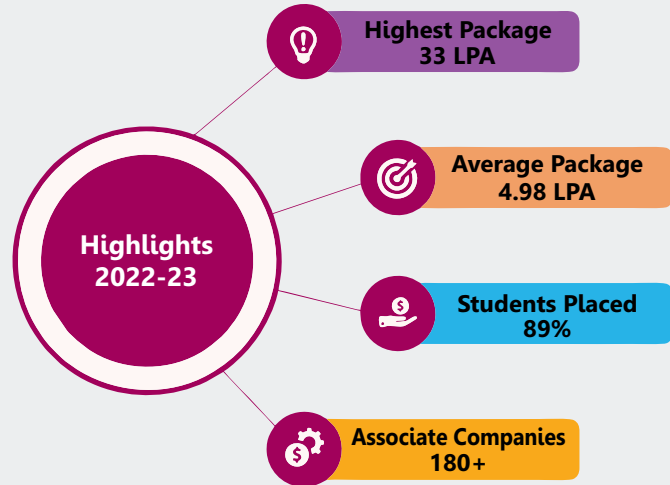 Highest Package
33 LPA
Average Package
4.98 LPA
Highlights
2022-23
Students Placed
89%
Associate Companies
180+